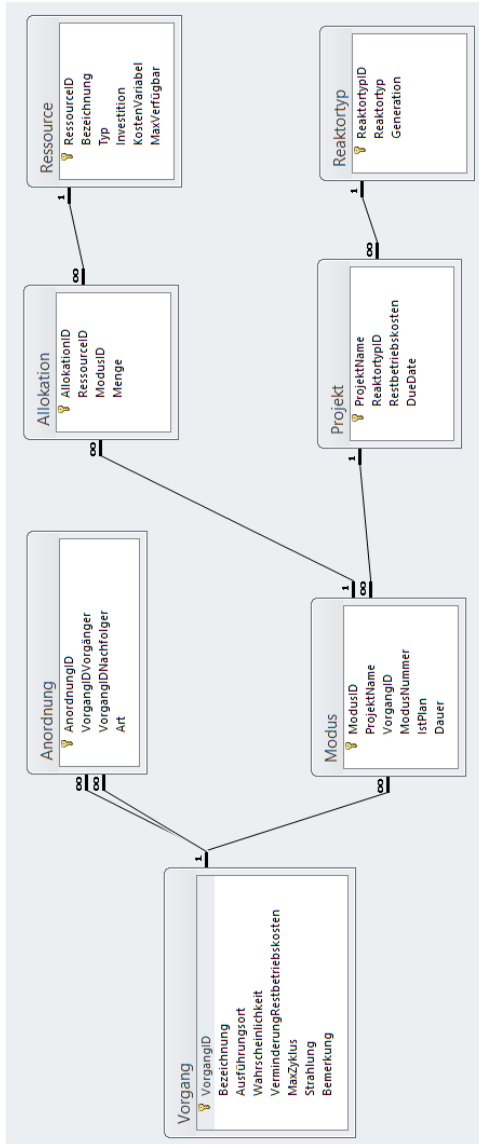 Vorgang
VorgangID
Bezeichnung
Ausführungsort
Wahrscheinlichkeit
VerminderungRestbetriebskosten
MaxZyklus
Strahlung
Bemerkung
1
∞
∞
Anordnung
AnordnungID
VorgangIDVorgänger
VorgangIDNachfolger
Art
∞
Modus
ModusID
ProjektName
VorgangID
ModusNummer
IstPlan
Dauer
1
∞
∞
Allokation
AllokationID
RessourceID
ModusID
Menge
∞
1
Ressource
RessourceID
Bezeichnung
Typ
Investition
KostenVariabel
MaxVerfügbar
1
Projekt
ProjektName
ReaktortypID
Restbetriebskosten
DueDate
∞
1
Reaktortyp
ReaktortypID
Reaktortyp
Generation